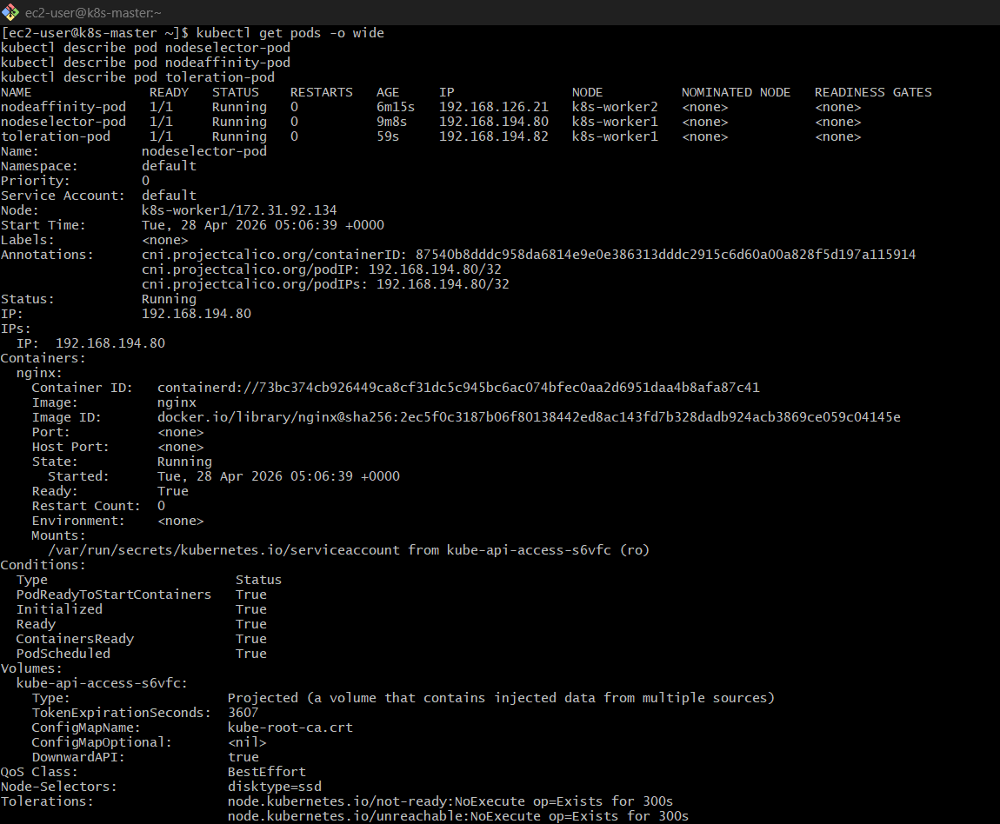 ec2-user@k8s-master:~
[ec2-user@k8s-master ~]$ kubectl get pods -o wide
kubectl describe pod nodeselector-pod
kubectl describe pod nodeaffinity-pod
kubectl describe pod toleration-pod
NAME               READY   STATUS    RESTARTS   AGE     IP               NODE          NOMINATED NODE   READINESS GATES
nodeaffinity-pod   1/1     Running   0          6m15s   192.168.126.21   k8s-worker2   <none>           <none>
nodeselector-pod   1/1     Running   0          9m8s    192.168.194.80   k8s-worker1   <none>           <none>
toleration-pod     1/1     Running   0          59s     192.168.194.82   k8s-worker1   <none>           <none>
Name:             nodeselector-pod
Namespace:        default
Priority:         0
Service Account:  default
Node:             k8s-worker1/172.31.92.134
Start Time:       Tue, 28 Apr 2026 05:06:39 +0000
Labels:           <none>
Annotations:      cni.projectcalico.org/containerID: 87540b8dddc958da6814e9e0e386313dddc2915c6d60a00a828f5d197a115914
                  cni.projectcalico.org/podIP: 192.168.194.80/32
                  cni.projectcalico.org/podIPs: 192.168.194.80/32
Status:           Running
IP:               192.168.194.80
IPs:
  IP:  192.168.194.80
Containers:
  nginx:
    Container ID:   containerd://73bc374cb926449ca8cf31dc5c945bc6ac074bfec0aa2d6951daa4b8afa87c41
    Image:          nginx
    Image ID:       docker.io/library/nginx@sha256:2ec5f0c3187b06f80138442ed8ac143fd7b328dadb924acb3869ce059c04145e
    Port:           <none>
    Host Port:      <none>
    State:          Running
      Started:      Tue, 28 Apr 2026 05:06:39 +0000
    Ready:          True
    Restart Count:  0
    Environment:    <none>
    Mounts:
      /var/run/secrets/kubernetes.io/serviceaccount from kube-api-access-s6vfc (ro)
Conditions:
  Type                        Status
  PodReadyToStartContainers   True
  Initialized                 True
  Ready                       True
  ContainersReady             True
  PodScheduled                True
Volumes:
  kube-api-access-s6vfc:
    Type:                    Projected (a volume that contains injected data from multiple sources)
    TokenExpirationSeconds:  3607
    ConfigMapName:           kube-root-ca.crt
    ConfigMapOptional:       <nil>
    DownwardAPI:             true
QoS Class:                   BestEffort
Node-Selectors:              disktype=ssd
Tolerations:                 node.kubernetes.io/not-ready:NoExecute op=Exists for 300s
                             node.kubernetes.io/unreachable:NoExecute op=Exists for 300s